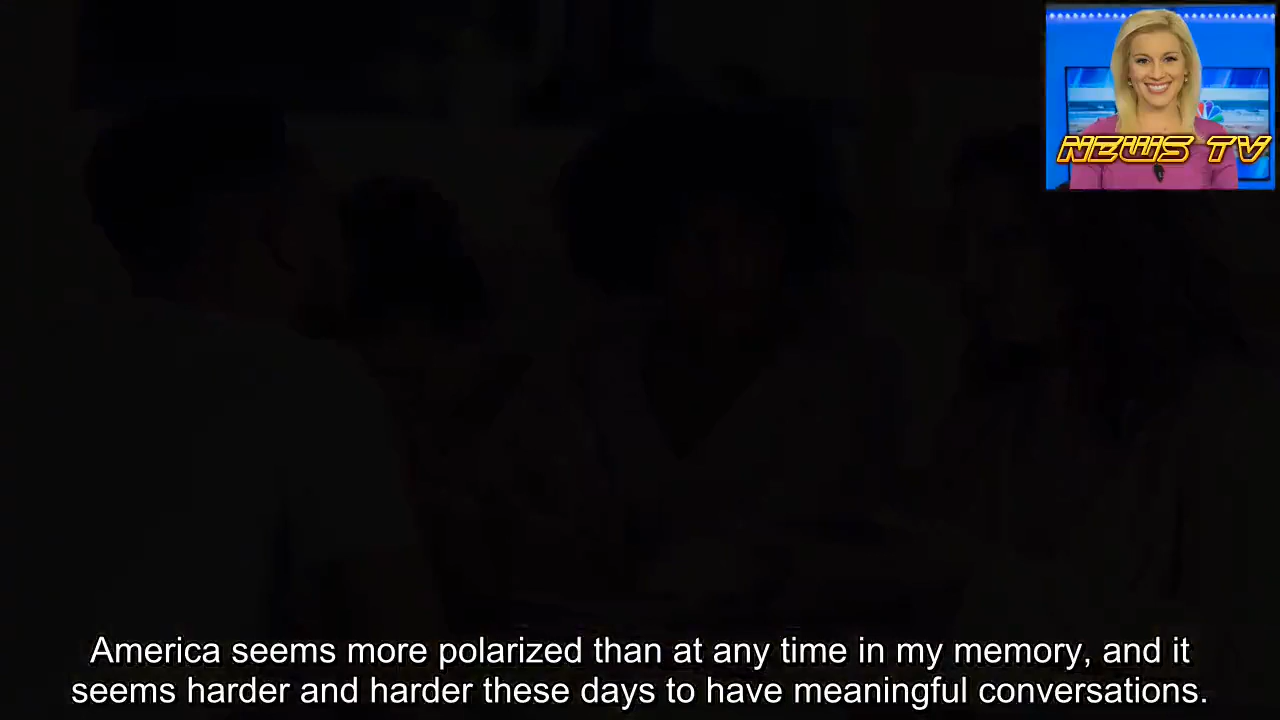 NEWS TV
America seems more polarized than at any time in my memory, and it
seems harder and harder these days to have meaningful conversations.